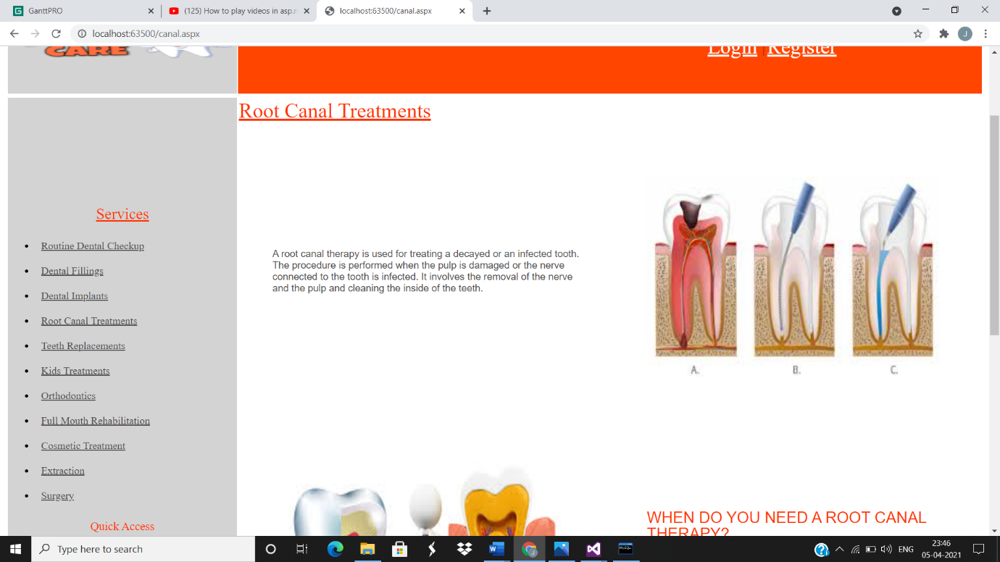 GanttPRO
(125) How to play videos in asp.n
localhost:63500/canal.aspx
localhost:63500/canal.aspx
J
CARE
Login | Register
Root Canal Treatments
Services
Routine Dental Checkup
Dental Fillings
Dental Implants
Root Canal Treatments
Teeth Replacements
Kids Treatments
Orthodontics
Full Mouth Rehabilitation
Cosmetic Treatment
Extraction
Surgery
Quick Access
A root canal therapy is used for treating a decayed or an infected tooth.
The procedure is performed when the pulp is damaged or the nerve
connected to the tooth is infected. It involves the removal of the nerve
and the pulp and cleaning the inside of the teeth.
A. B. C.
WHEN DO YOU NEED A ROOT CANAL
THERAPY?
Type here to search
ENG
23:46
05-04-2021